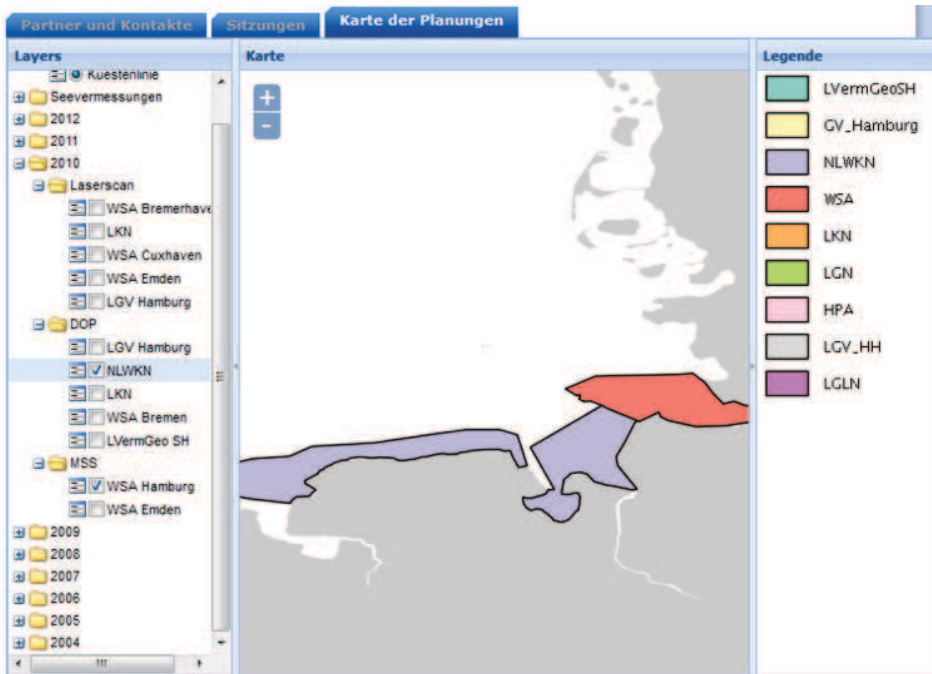 Partner und Kontakte
Sitzungen
Karte der Planungen
Layers
Kuestenlinie
Seevermessungen
2012
2011
2010
Laserscan
WSA Bremerhave
LKN
WSA Cuxhaven
WSA Emden
LGV Hamburg
DOP
LGV Hamburg
NLWKN
LKN
WSA Bremen
LVermGeo SH
MSS
WSA Hamburg
WSA Emden
2009
2008
2007
2006
2005
2004
Karte
+
-
Legende
LVermGeoSH
GV_Hamburg
NLWKN
WSA
LKN
LGN
HPA
LGV_HH
LGLN